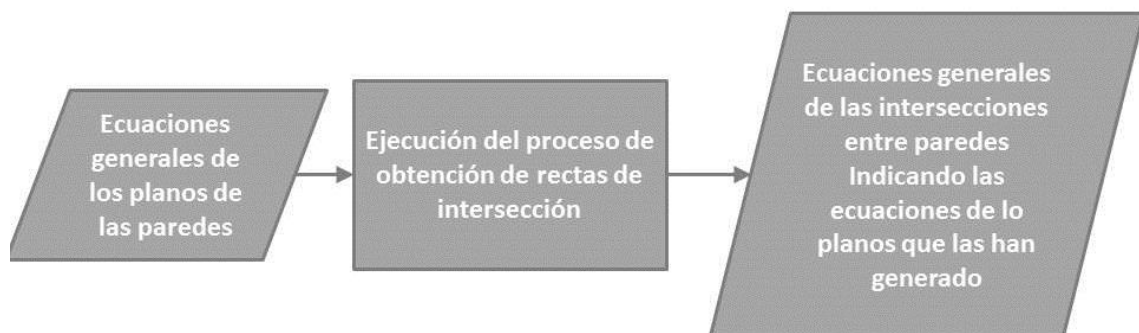 Ecuaciones
generales de
los planos de
las paredes
Ejecución del proceso de
obtención de rectas de
intersección
Ecuaciones generales
de las intersecciones
entre paredes
Indicando las
ecuaciones de lo
planos que las han
generado